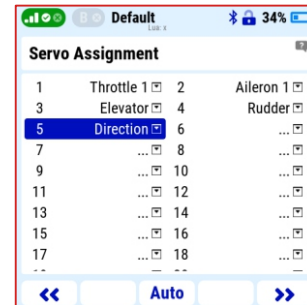 B Default 34%
Lua: x
Servo Assignment ?
1 Throttle 1 2 Aileron 1
3 Elevator 4 Rudder
5 Direction 6 ...
7 ... 8 ...
9 ... 10 ...
11 ... 12 ...
13 ... 14 ...
15 ... 16 ...
17 ... 18 ...
<< Auto >>